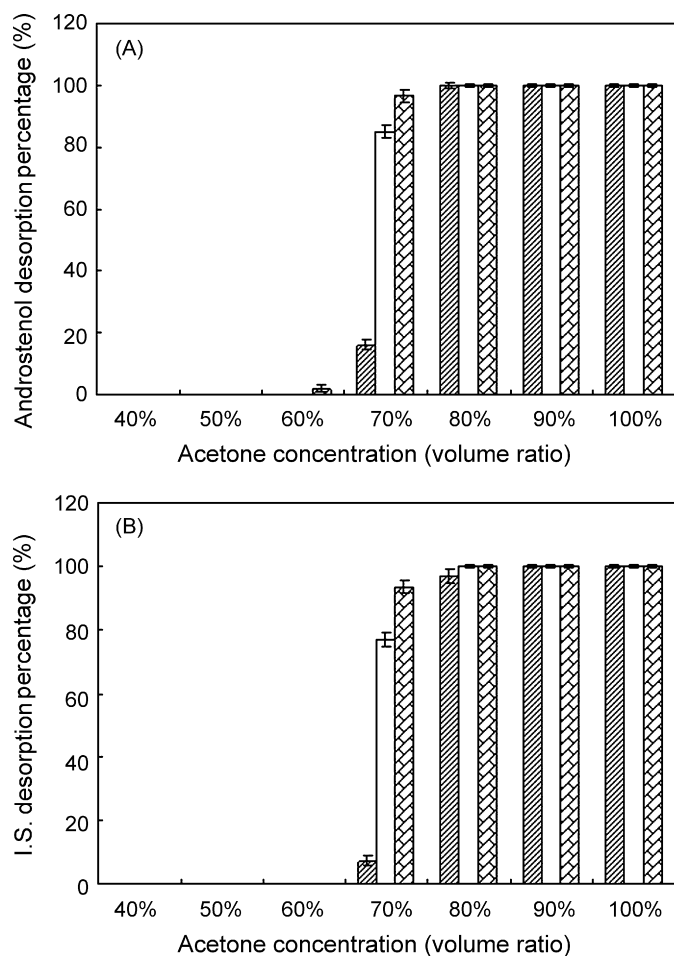 Androstenol desorption percentage (%)
(A)
120
100
80
60
40
20
0
40% 50% 60% 70% 80% 90% 100%
Acetone concentration (volume ratio)
I.S. desorption percentage (%)
(B)
120
100
80
60
40
20
0
40% 50% 60% 70% 80% 90% 100%
Acetone concentration (volume ratio)